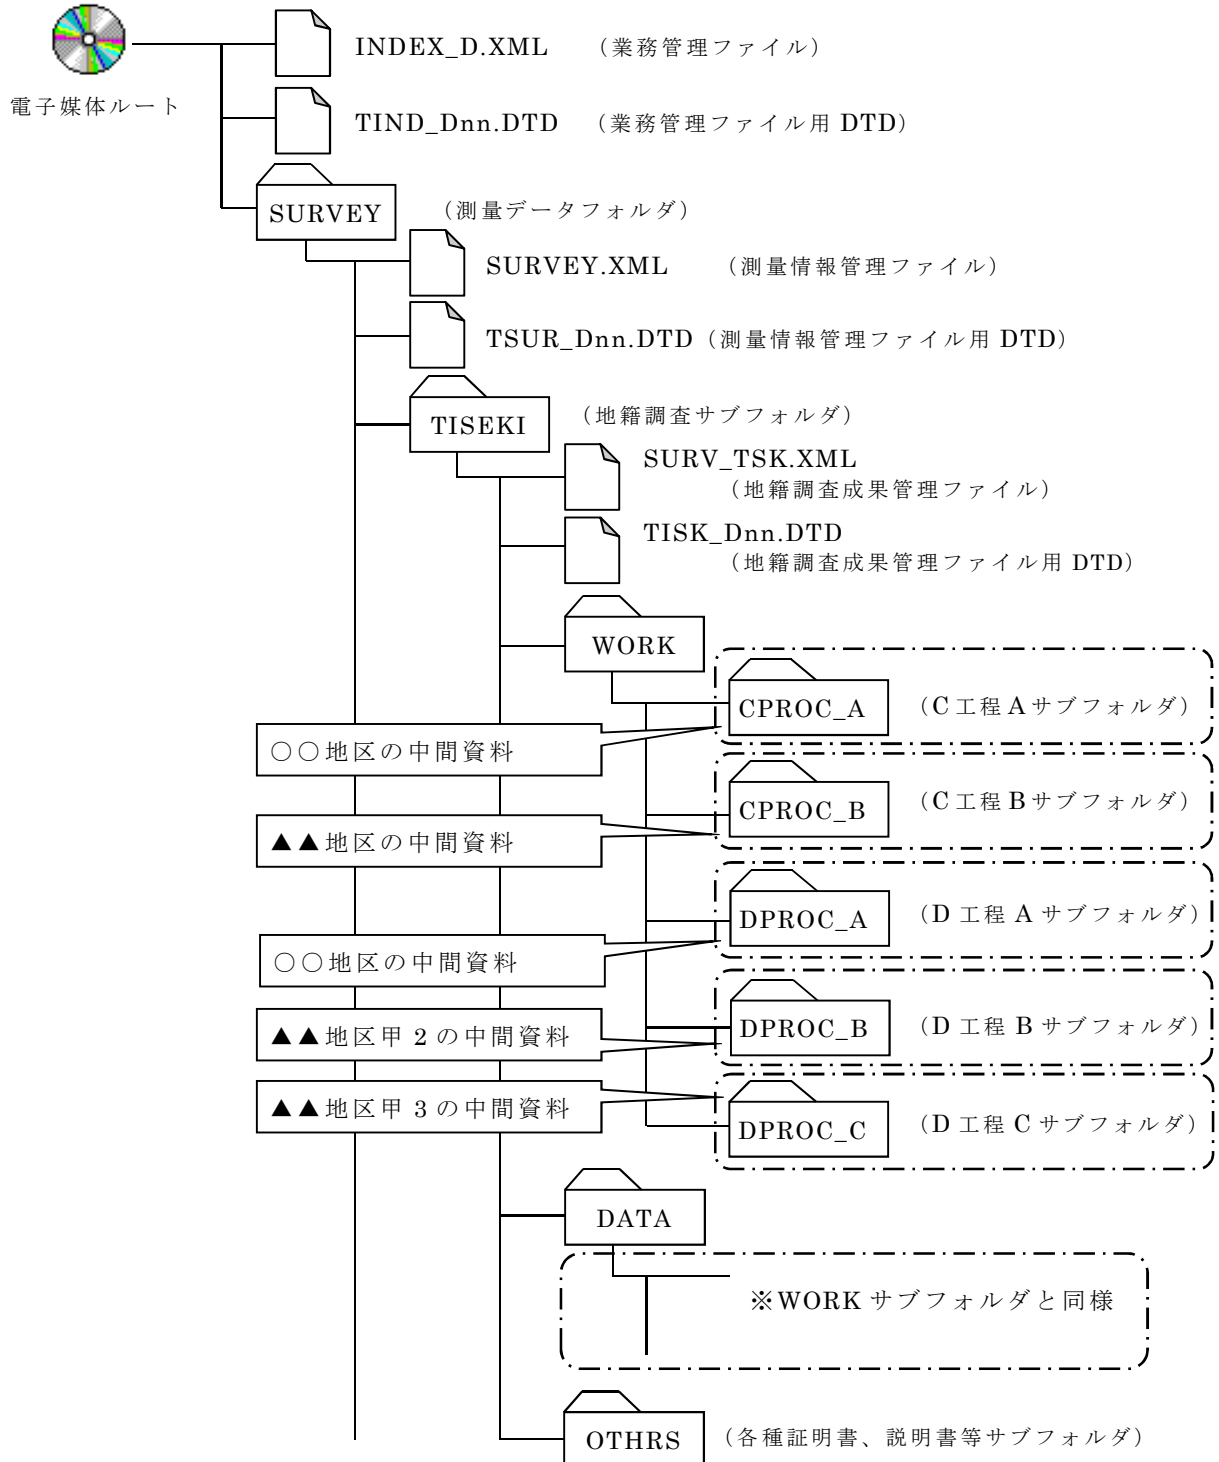 INDEX_D.XML （業務管理ファイル）
電子媒体ルート
TIND_Dnn.DTD （業務管理ファイル用 DTD）
SURVEY （測量データフォルダ）
SURVEY.XML （測量情報管理ファイル）
TSUR_Dnn.DTD（測量情報管理ファイル用 DTD）
TISEKI （地籍調査サブフォルダ）
SURV_TSK.XML
（地籍調査成果管理ファイル）
TISK_Dnn.DTD
（地籍調査成果管理ファイル用 DTD）
WORK
CPROC_A （C 工程 A サブフォルダ）
○○地区の中間資料
CPROC_B （C 工程 B サブフォルダ）
▲▲地区の中間資料
DPROC_A （D 工程 A サブフォルダ）
○○地区の中間資料
DPROC_B （D 工程 B サブフォルダ）
▲▲地区甲 2 の中間資料
▲▲地区甲 3 の中間資料
DPROC_C （D 工程 C サブフォルダ）
DATA
※WORK サブフォルダと同様
OTHRS （各種証明書、説明書等サブフォルダ）